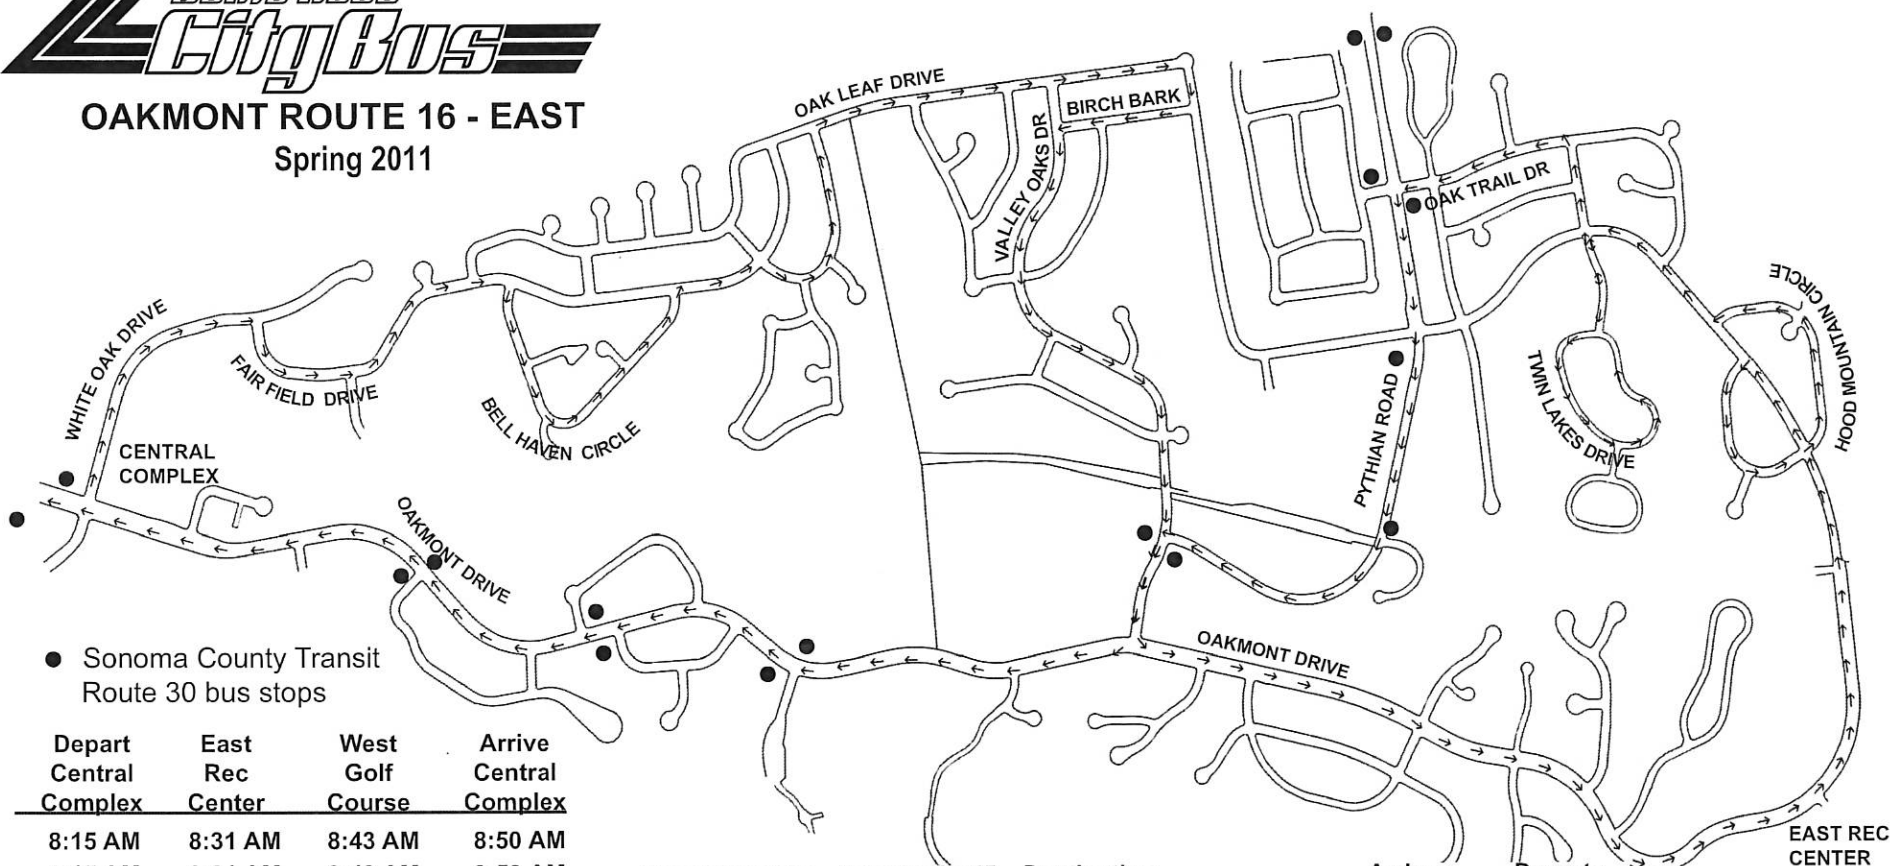 CityBus
OAKMONT ROUTE 16 - EAST
Spring 2011
OAK LEAF DRIVE
BIRCH BARK
VALLEY OAKS DR
OAK TRAIL DR
HOOD MOUNTAIN CIRCLE
WHITE OAK DRIVE
FAIR FIELD DRIVE
BELL HAVEN CIRCLE
TWIN LAKES DRIVE
PYTHIAN ROAD
CENTRAL
COMPLEX
OAKMONT DRIVE
OAKMONT DRIVE
Sonoma County Transit
Route 30 bus stops
Depart East West Arrive
Central Rec Golf Central
Complex Center Course Complex
8:15 AM 8:31 AM 8:43 AM 8:50 AM
EAST REC
CENTER